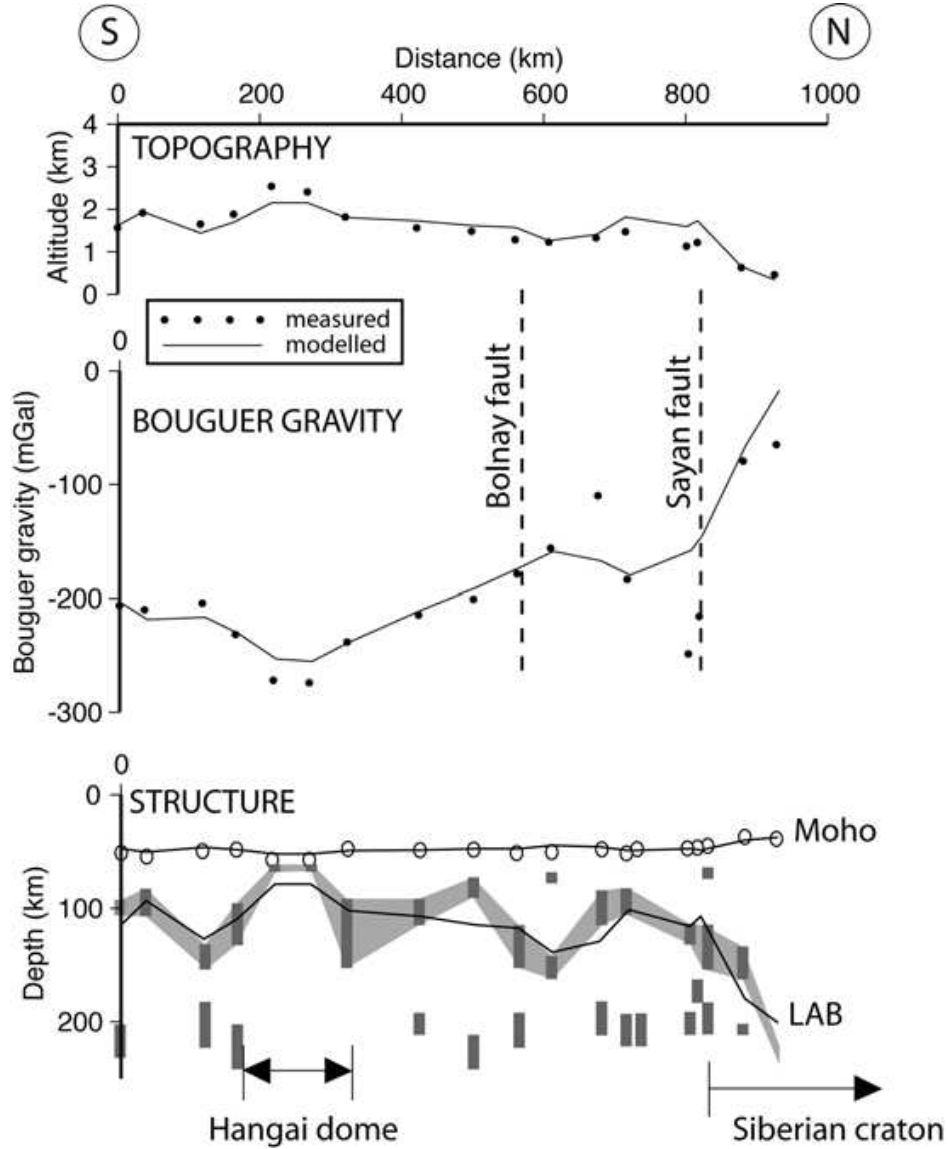 S
N
Distance (km)
0 200 400 600 800 1000
Altitude (km)
4
3
2
1
0
TOPOGRAPHY
measured
modelled
0
Bouguer gravity (mGal)
0
-100
-200
-300
BOUGUER GRAVITY
Bolnay fault
Sayan fault
0
Depth (km)
0
100
200
STRUCTURE
Moho
LAB
Hangai dome
Siberian craton